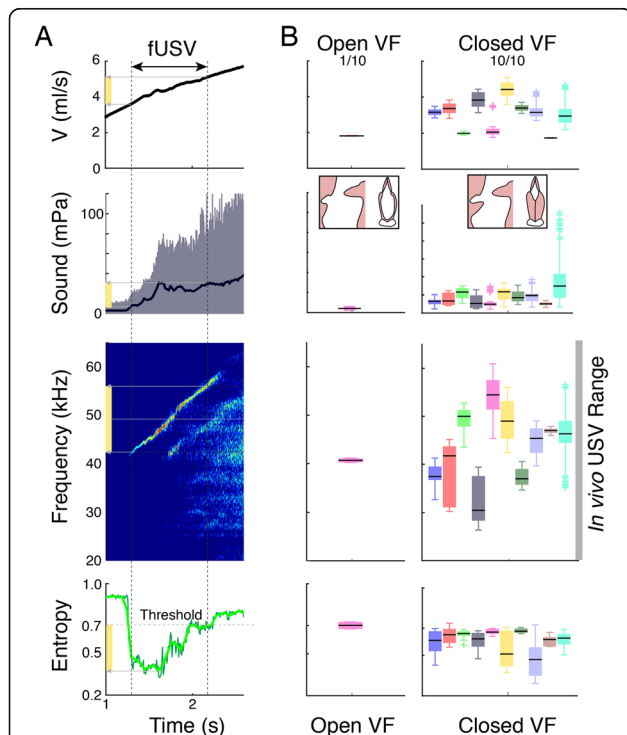 A
B
fUSV
Open VF
1/10
Closed VF
10/10
V (ml/s)
6
4
2
0
Sound (mPa)
100
0
Frequency (kHz)
60
50
40
30
20
In vivo USV Range
Entropy
1.0
0.7
0.5
0.2
Threshold
1
2
Time (s)
Open VF
Closed VF